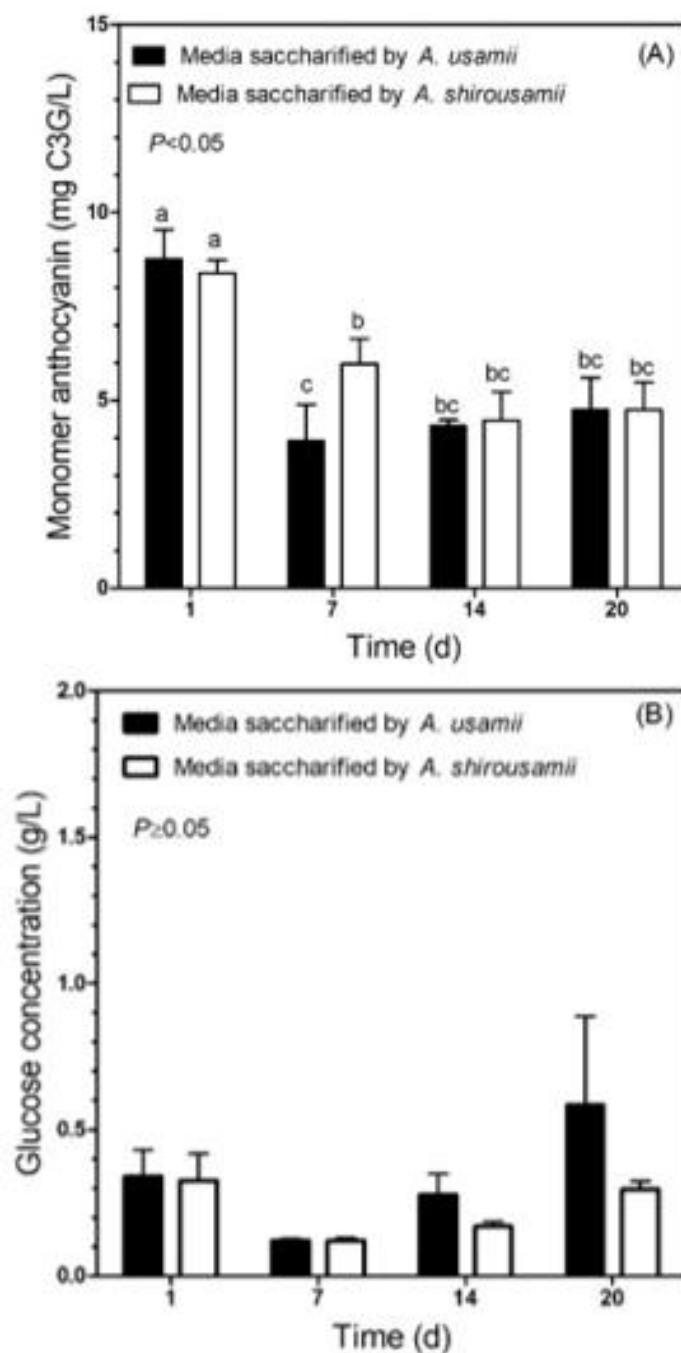 15
(A)
Media saccharified by A. usamii
Media saccharified by A. shirousamii
P<0.05
10
5
0
Monomer anthocyanin (mg C3G/L)
a
a
c
b
bc
bc
bc
bc
1
7
14
20
Time (d)
2.0
(B)
Media saccharified by A. usamii
Media saccharified by A. shirousamii
P≥0.05
1.5
1.0
0.5
0.0
Glucose concentration (g/L)
1
7
14
20
Time (d)